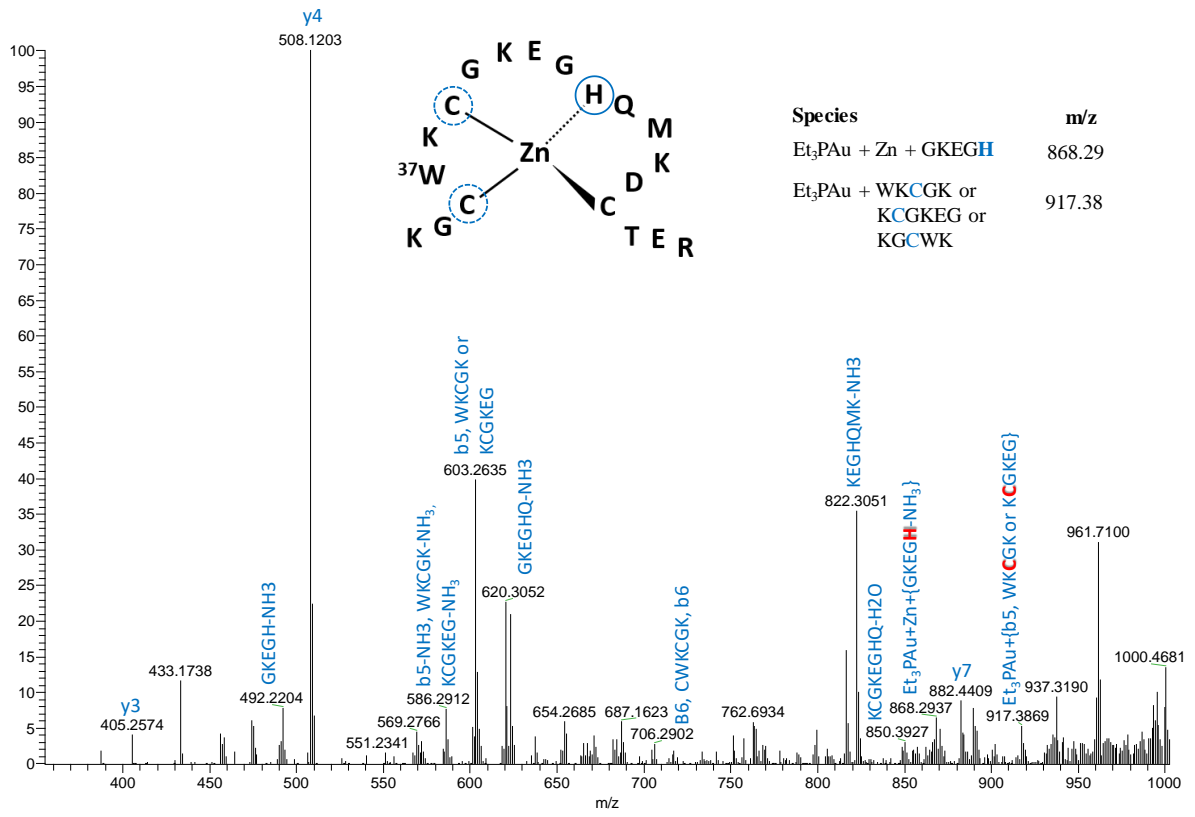 y4
508.1203
100
95
90
85
80
75
70
65
60
55
50
45
40
35
30
25
20
15
10
5
0
G K E G
C H Q
K M
Zn K
37W D
C C
K G T E R
Species m/z
Et3PAu + Zn + GKEGH 868.29
Et3PAu + WKCGK or
KCGKEG or 917.38
KGCWK
y3
405.2574
433.1738
GKEGH-NH3
492.2204
551.2341
569.2766
b5-NH3, WKCGK-NH3,
KCGKEG-NH3
586.2912
b5, WKCGK or
KCGKEG
603.2635
GKEGHQ-NH3
620.3052
654.2685
687.1623
706.2902
B6, CWKCGK, b6
762.6934
KEGHQMK-NH3
822.3051
KCGKEGHQ-H2O
850.3927
Et3PAu+Zn+{GKEGH-NH3}
868.2937
y7
882.4409
Et3PAu+{b5, WKCGK or KCGKEG}
917.3869
937.3190
961.7100
1000.4681
400 450 500 550 600 650 700 750 800 850 900 950 1000
m/z